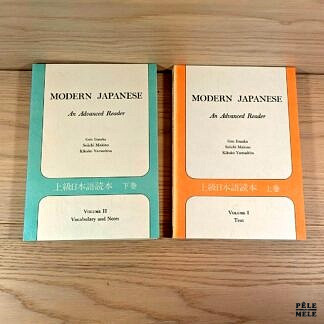 MODERN JAPANESE
An Advanced Reader
Gen Itasaka
Seiichi Makino
Kikuko Yamashita
上級日本語読本 下巻
VOLUME II
Vocabulary and Notes
MODERN JAPANESE
An Advanced Reader
Gen Itasaka
Seiichi Makino
Kikuko Yamashita
上級日本語読本 上巻
VOLUME I
Text
PÊLE
MELE